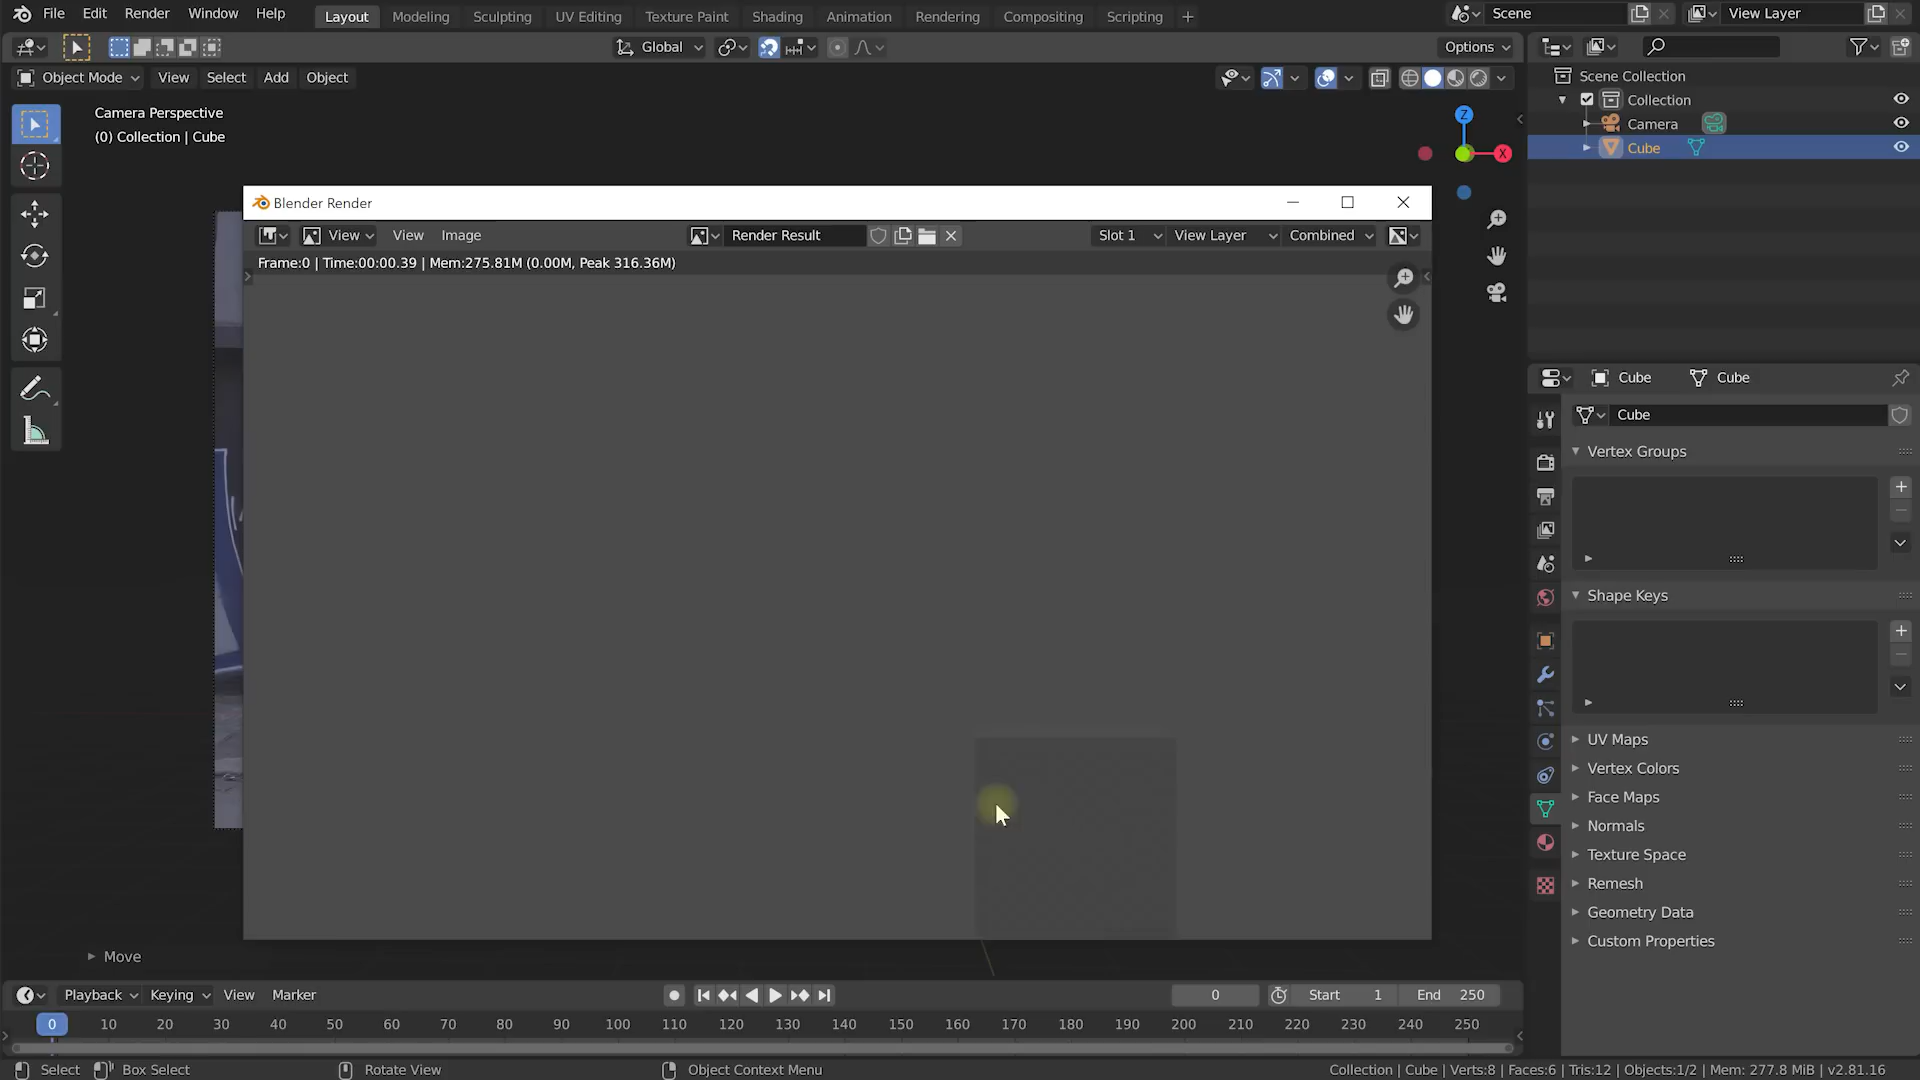 File Edit Render Window Help Layout Modeling Sculpting UV Editing Texture Paint Shading Animation Rendering Compositing Scripting + Scene View Layer
Global Options
Object Mode View Select Add Object
Scene Collection
Collection
Camera
Cube
Camera Perspective
(0) Collection | Cube
Z
X
Blender Render
View View Image Render Result Slot 1 View Layer Combined
Frame:0 | Time:00:00.39 | Mem:275.81M (0.00M, Peak 316.36M)
Cube Cube
Cube
Vertex Groups
Shape Keys
UV Maps
Vertex Colors
Face Maps
Normals
Texture Space
Remesh
Geometry Data
Custom Properties
Move
Playback Keying View Marker 0 Start 1 End 250
0 10 20 30 40 50 60 70 80 90 100 110 120 130 140 150 160 170 180 190 200 210 220 230 240 250
Select Box Select Rotate View Object Context Menu Collection | Cube | Verts:8 | Faces:6 | Tris:12 | Objects:1/2 | Mem: 277.8 MiB | v2.81.16